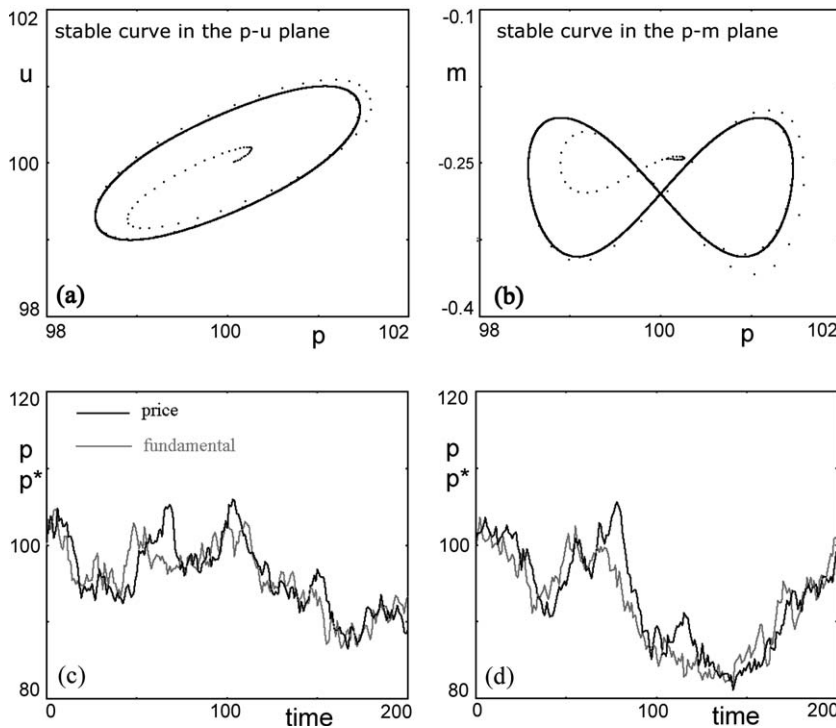 102
stable curve in the p-u plane
u
100
(a)
98
98
100
p
102
-0.1
stable curve in the p-m plane
m
-0.25
(b)
-0.4
98
100
p
102
120
price
fundamental
p
p*
100
(c)
80
0
100
time
200
120
p
p*
100
(d)
80
0
100
time
200